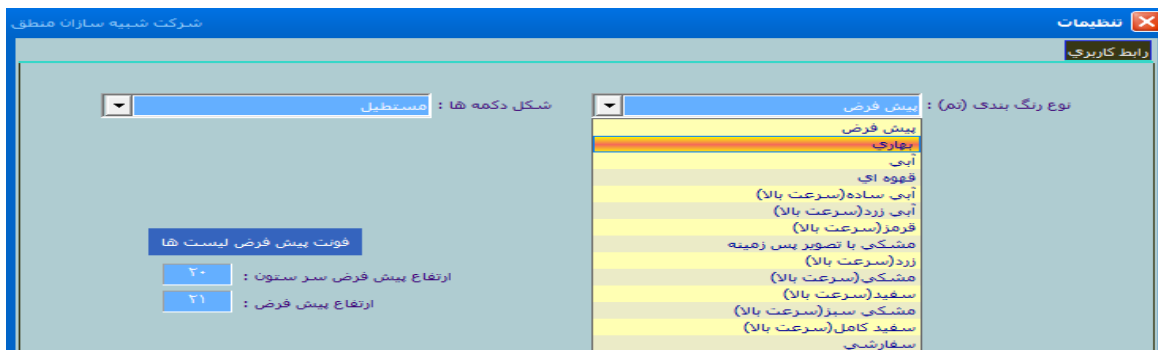 تنظیمات
شرکت شبیه سازان منطق
رابط کاربري
نوع رنگ بندی (تم) : پیش فرض
شکل دکمه ها : مستطیل
پیش فرض
بهاري
آبی
قهوه اي
آبی ساده(سرعت بالا)
آبی زرد(سرعت بالا)
قرمز(سرعت بالا)
مشکی با تصویر پس زمینه
زرد(سرعت بالا)
مشکی(سرعت بالا)
سفید(سرعت بالا)
مشکی سبز(سرعت بالا)
سفید کامل(سرعت بالا)
سفارشی
فونت پیش فرض لیست ها
ارتفاع پیش فرض سر ستون : ۲۰
ارتفاع پیش فرض : ۲۱